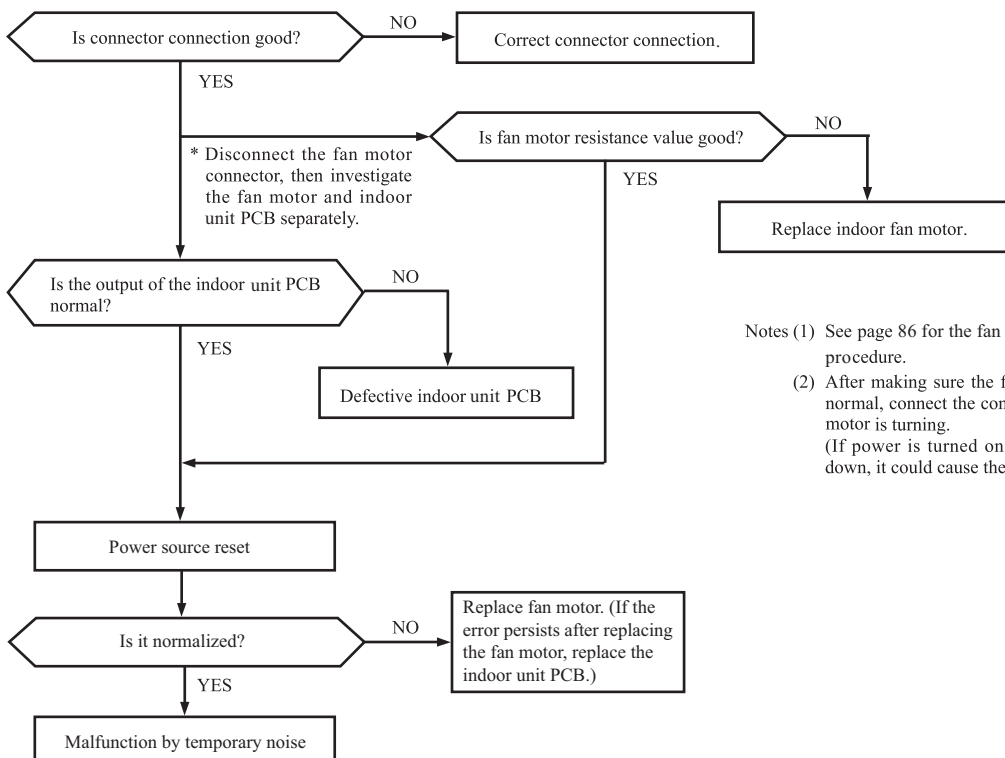 Is connector connection good?
NO
Correct connector connection.
YES
* Disconnect the fan motor
connector, then investigate
the fan motor and indoor
unit PCB separately.
Is fan motor resistance value good?
NO
YES
Replace indoor fan motor.
Is the output of the indoor unit PCB
normal?
NO
YES
Defective indoor unit PCB
Notes (1) See page 86 for the fan
procedure.
(2) After making sure the
normal, connect the
motor is turning.
(If power is turned on
down, it could cause the
Power source reset
Is it normalized?
NO
Replace fan motor. (If the
error persists after replacing
the fan motor, replace the
indoor unit PCB.)
YES
Malfunction by temporary noise